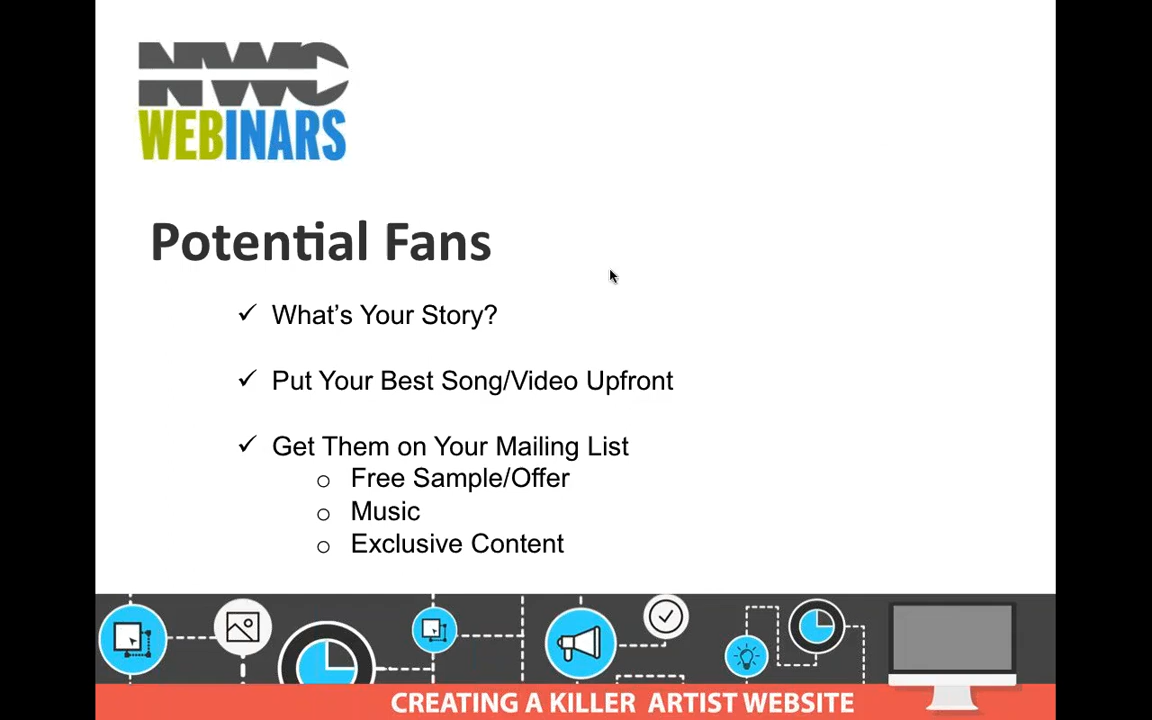 NWC
WEBINARS
Potential Fans
✓ What's Your Story?
✓ Put Your Best Song/Video Upfront
✓ Get Them on Your Mailing List
o Free Sample/Offer
o Music
o Exclusive Content
CREATING A KILLER ARTIST WEBSITE